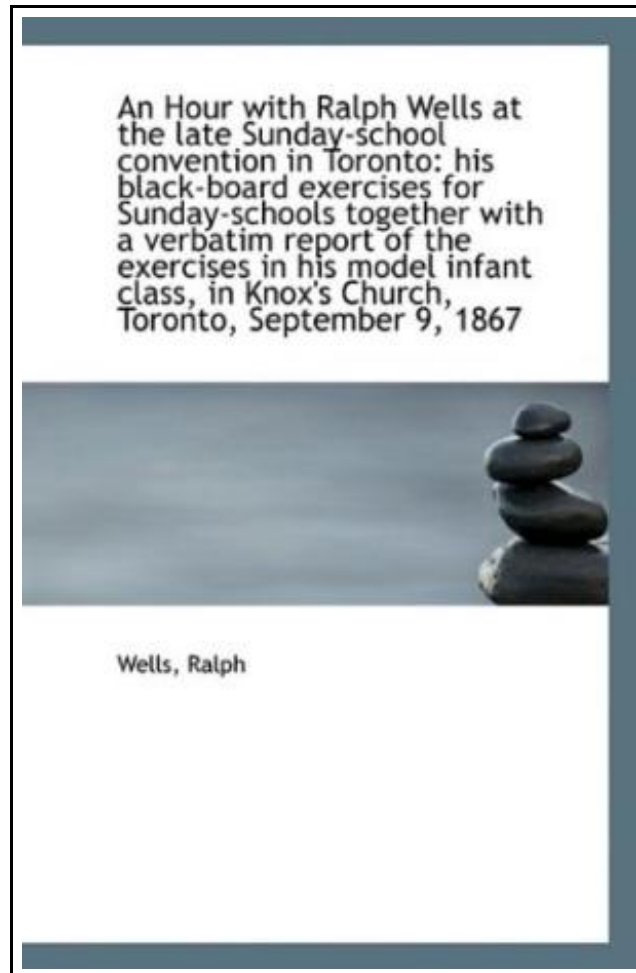 An Hour with Ralph Wells at
the late Sunday-school
convention in Toronto: his
black-board exercises for
Sunday-schools together with
a verbatim report of the
exercises in his model infant
class, in Knox's Church,
Toronto, September 9, 1867
Wells, Ralph